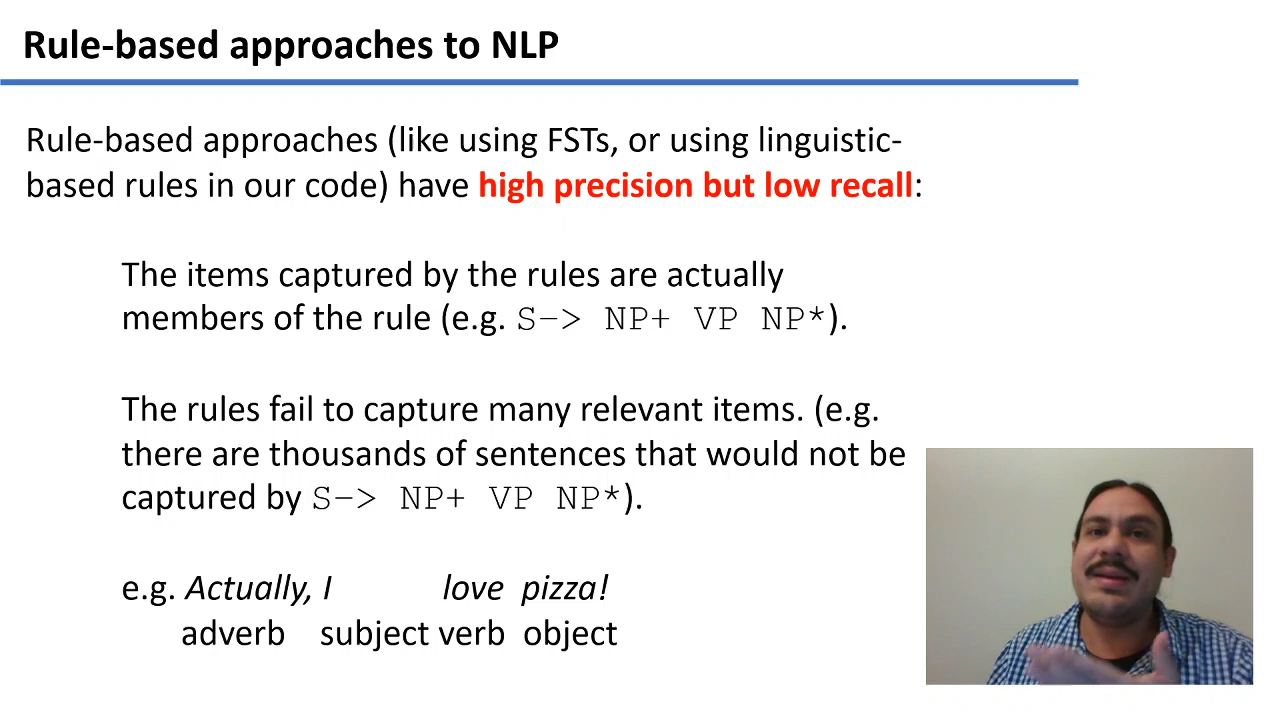 Rule-based approaches to NLP
Rule-based approaches (like using FSTs, or using linguistic-
based rules in our code) have high precision but low recall:
The items captured by the rules are actually
members of the rule (e.g. S-> NP+ VP NP*).
The rules fail to capture many relevant items. (e.g.
there are thousands of sentences that would not be
captured by S-> NP+ VP NP*).
e.g. Actually, I love pizza!
adverb subject verb object